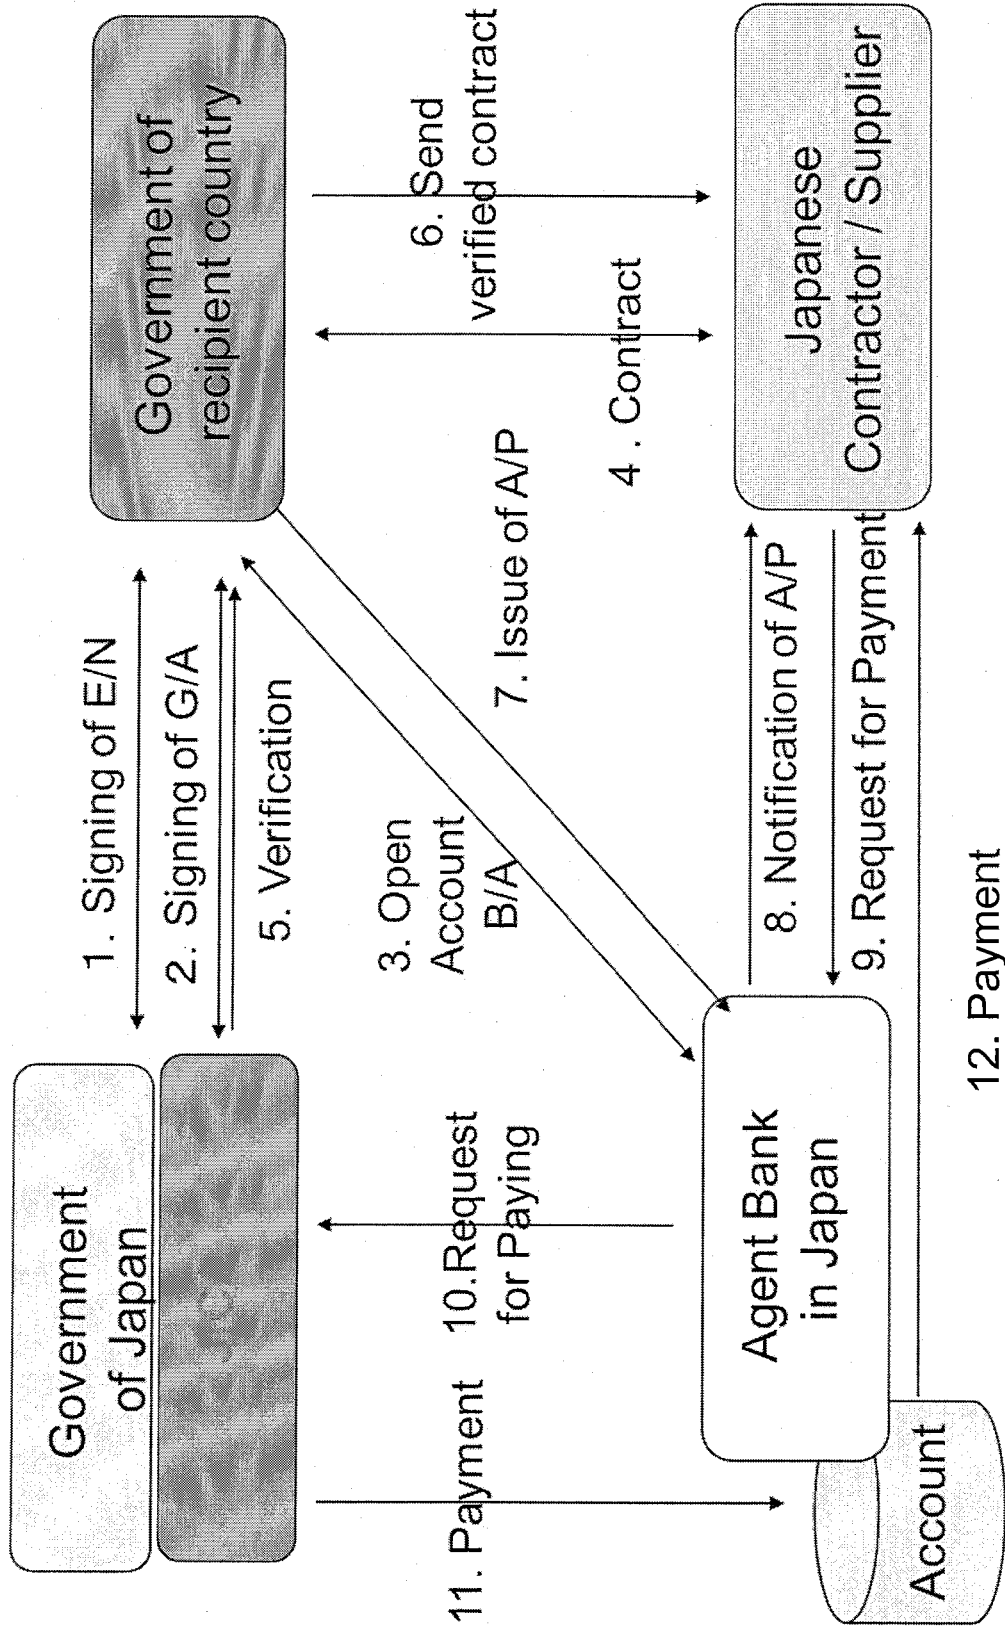 Government
of Japan
JICA
1. Signing of E/N
2. Signing of G/A
5. Verification
Government of
recipient country
3. Open
Account
B/A
7. Issue of A/P
6. Send
verified contract
4 . Contract
11. Payment
10.Request
for Paying
Agent Bank
in Japan
Account
8. Notification of A/P
9. Request for Payment
12. Payment
Japanese
Contractor / Supplier